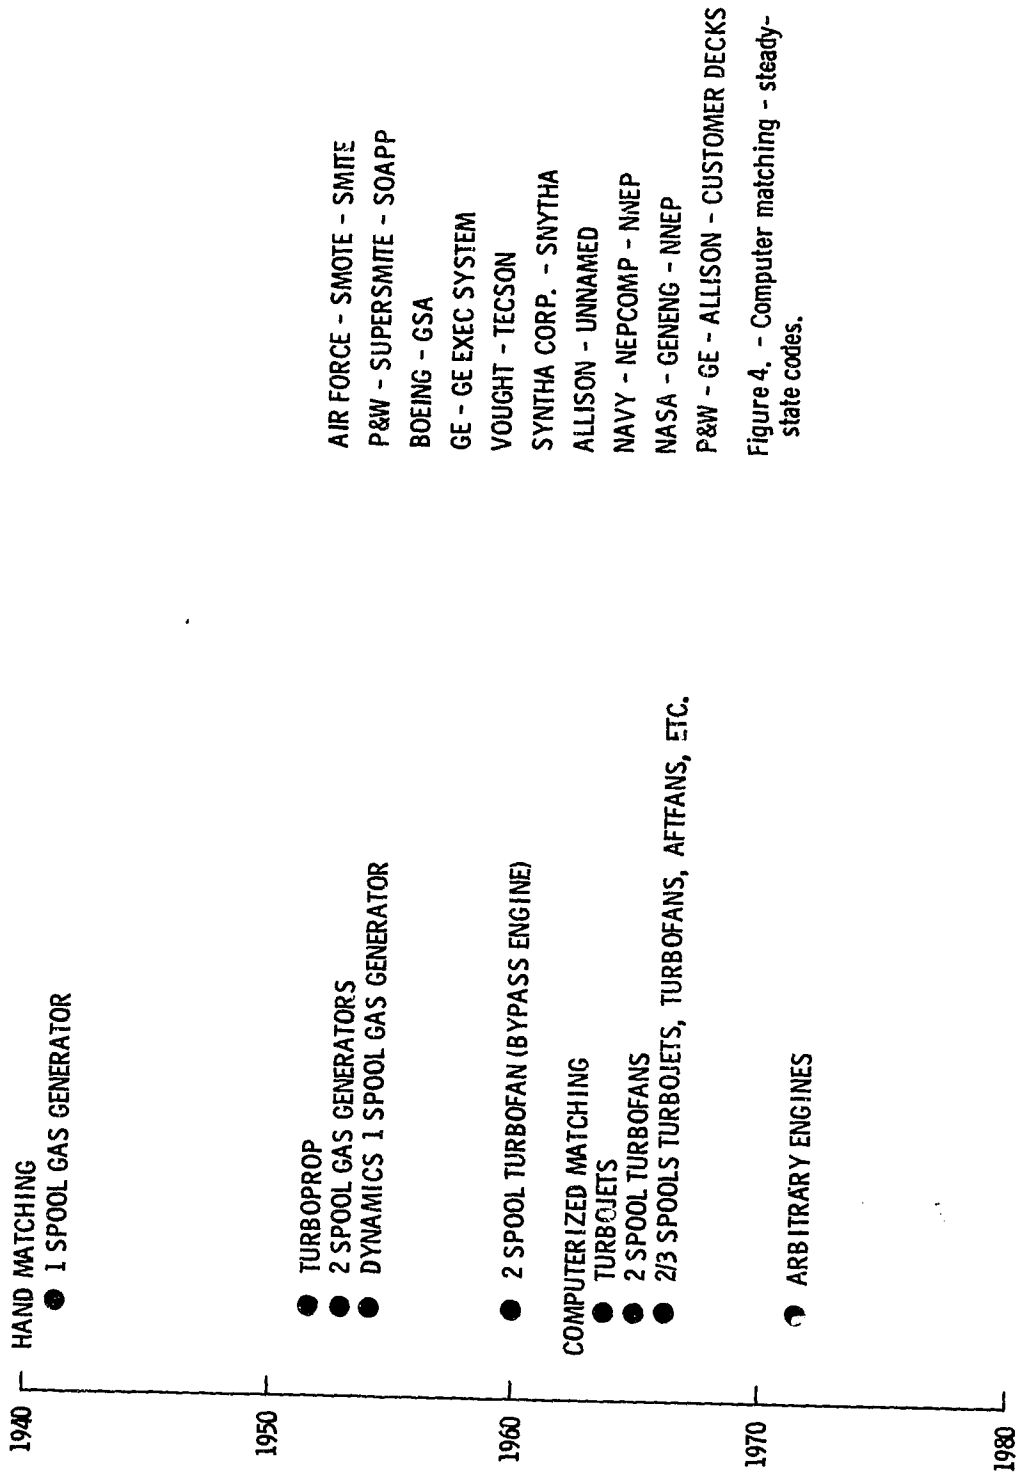 1940
1950
1960
1970
1980
HAND MATCHING
1 SPOOL GAS GENERATOR
TURBOPROP
2 SPOOL GAS GENERATORS
DYNAMICS 1 SPOOL GAS GENERATOR
2 SPOOL TURBOFAN (BYPASS ENGINE)
COMPUTERIZED MATCHING
TURBOJETS
2 SPOOL TURBOFANS
2/3 SPOOLS TURBOJETS, TURBOFANS, AFTFANS, ETC.
ARBITRARY ENGINES
AIR FORCE - SMOTE - SMITE
P&W - SUPERSMITE - SOAPP
BOEING - GSA
GE - GE EXEC SYSTEM
VOUGHT - TECSON
SYNTHA CORP. - SNYTHA
ALLISON - UNNAMED
NAVY - NEPCOMP - NNEP
NASA - GENENG - NNEP
P&W - GE - ALLISON - CUSTOMER DECKS
Figure 4. - Computer matching - steady-
state codes.